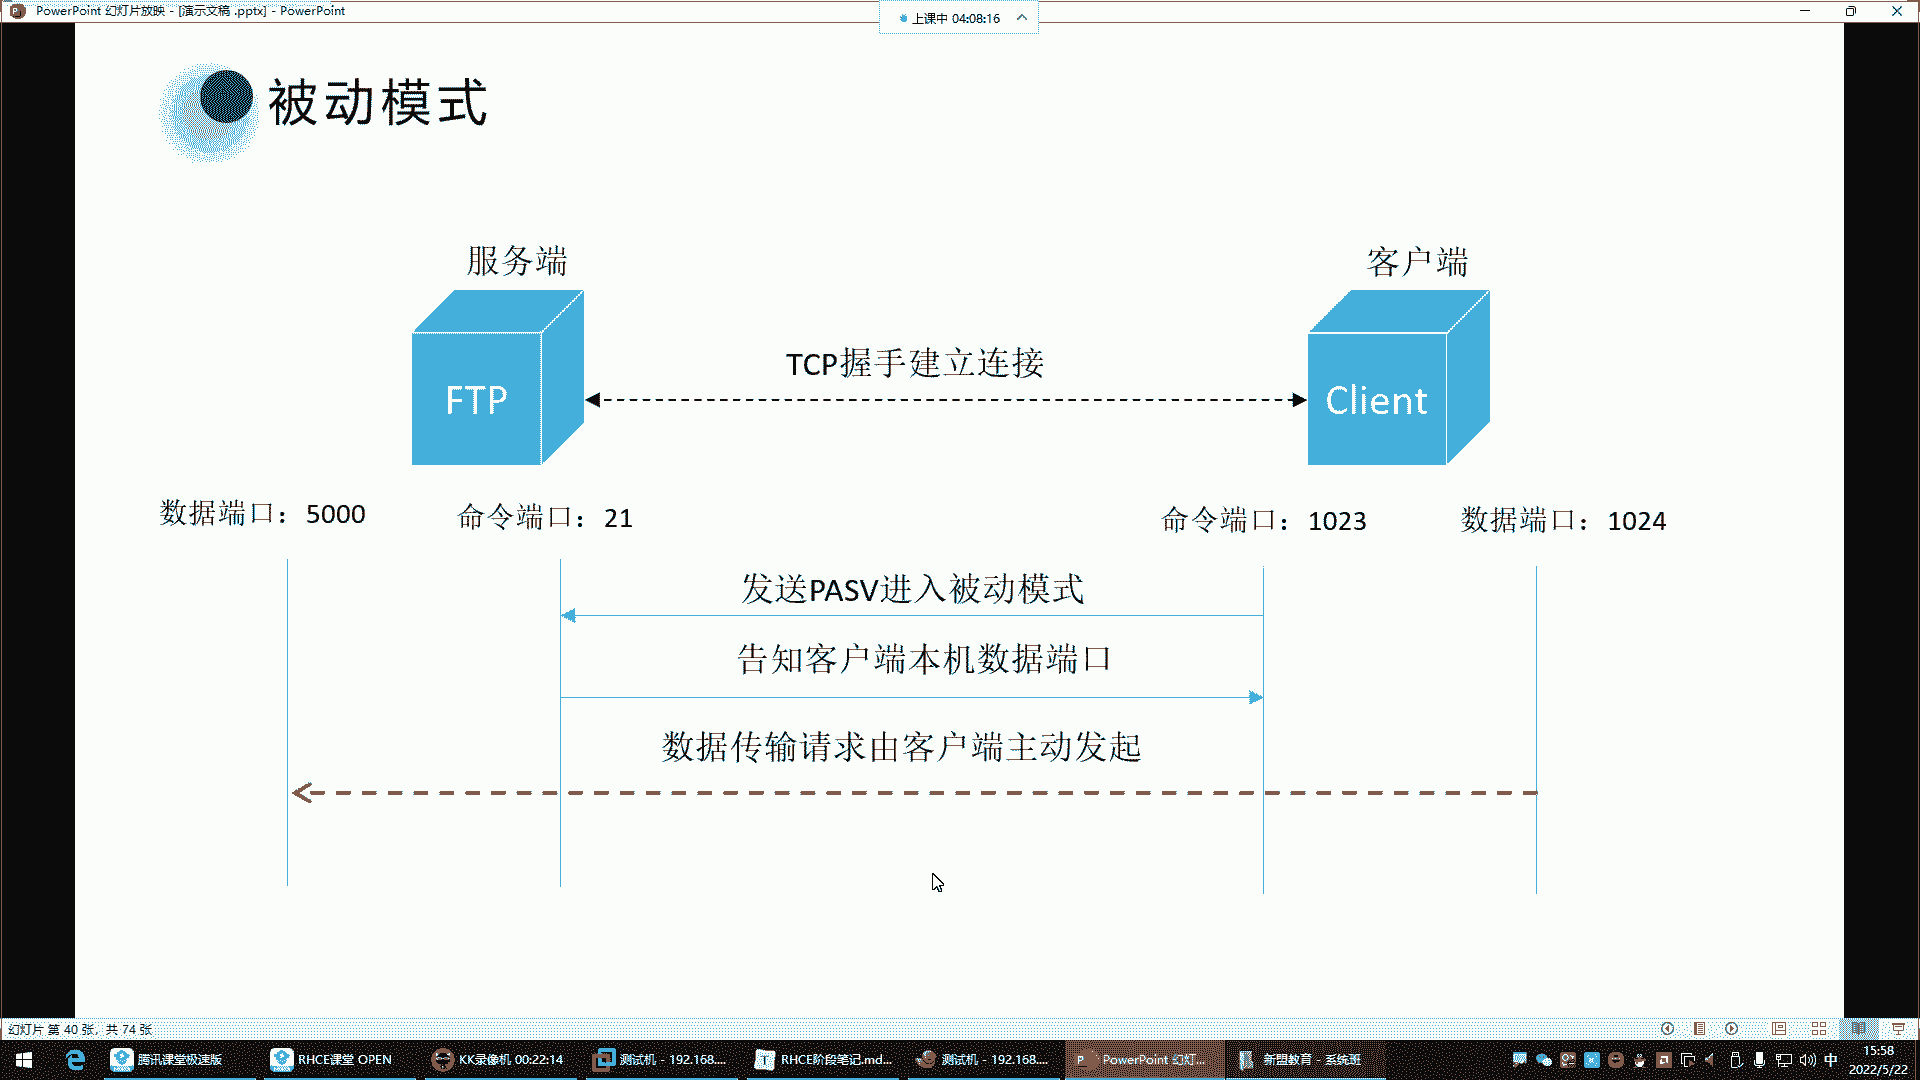 PowerPoint 幻灯片放映 - [演示文稿 .pptx] - PowerPoint
上课中 04:08:16
被动模式
服务端
客户端
TCP握手建立连接
FTP
Client
数据端口：5000
命令端口：21
命令端口：1023
数据端口：1024
发送PASV进入被动模式
告知客户端本机数据端口
数据传输请求由客户端主动发起
幻灯片 第 40 张，共 74 张
腾讯课堂极速版
RHCE课堂 OPEN
KK录像机 00:22:14
测试机 - 192.168....
RHCE阶段笔记.md...
测试机 - 192.168....
PowerPoint 幻灯...
新盟教育 - 系统班
中
15:58
2022/5/22